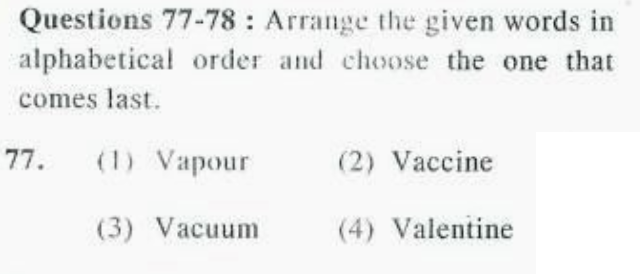 Questions 77-78 : Arrange the given words in
alphabetical order and choose the one that
comes last.
77. (1) Vapour (2) Vaccine
(3) Vacuum (4) Valentine